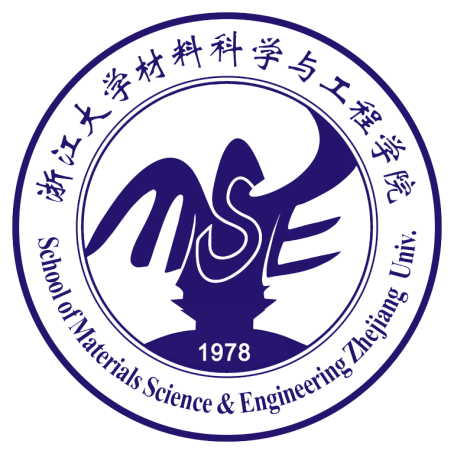 浙江大学材料科学与工程学院
MSE
1978
School of Materials Science & Engineering Zhejiang Univ.